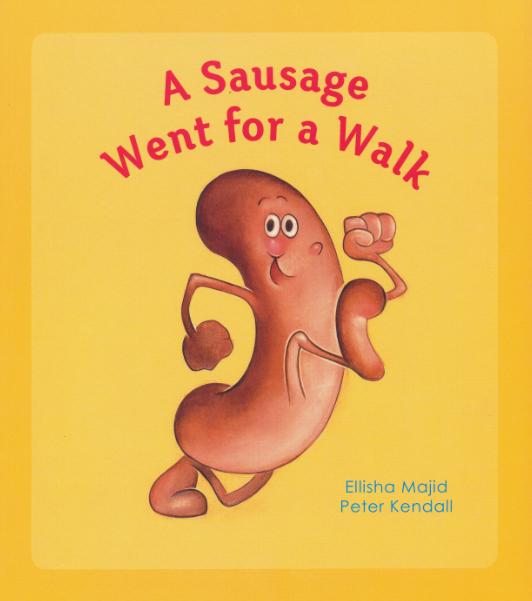 A Sausage
Went for a Walk
Ellisha Majid
Peter Kendall